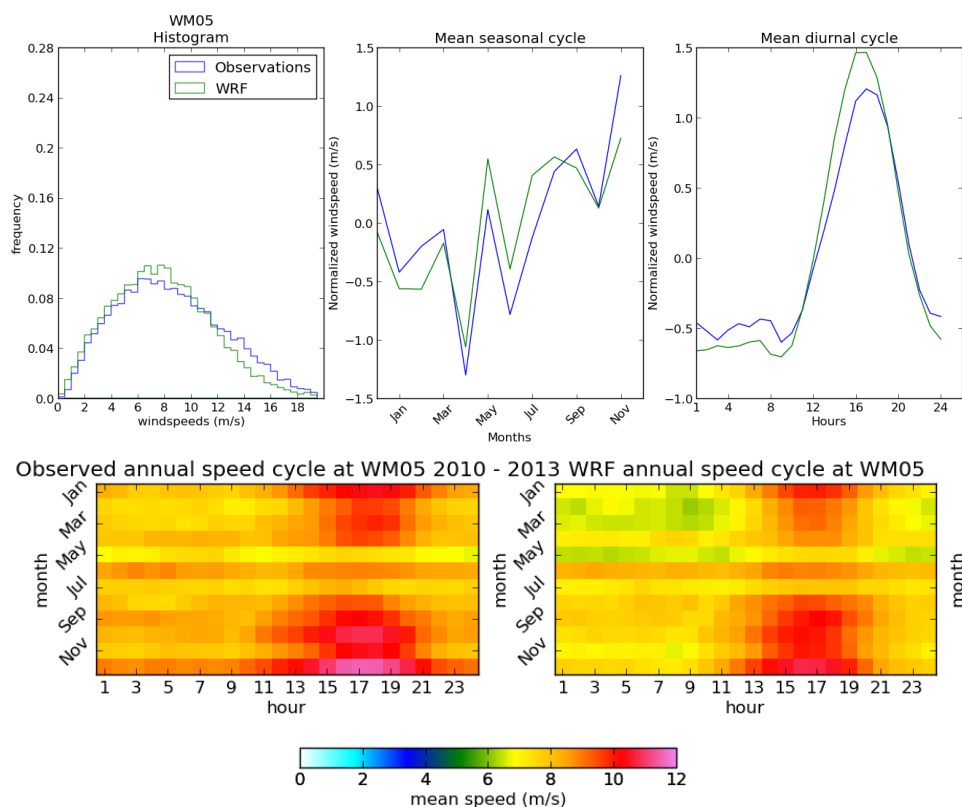 WM05
Histogram
Mean seasonal cycle
Mean diurnal cycle
0.28
0.24
0.20
0.16
0.12
0.08
0.04
0.0
frequency
Observations
WRF
0 2 4 6 8 10 12 14 16 18
windspeeds (m/s)
1.5
1.0
0.5
0.0
−0.5
−1.0
−1.5
Normalized windspeed (m/s)
Jan Mar May Jul Sep Nov
Months
1.5
1.0
0.5
0.0
−0.5
−1.0
Normalized windspeed (m/s)
1 4 8 12 16 20 24
Hours
Observed annual speed cycle at WM05 2010 - 2013 WRF annual speed cycle at WM05
Jan
Mar
May
Jul
Sep
Nov
month
1 3 5 7 9 11 13 15 17 19 21 23
hour
Jan
Mar
May
Jul
Sep
Nov
month
1 3 5 7 9 11 13 15 17 19 21 23
hour
month
0 2 4 6 8 10 12
mean speed (m/s)